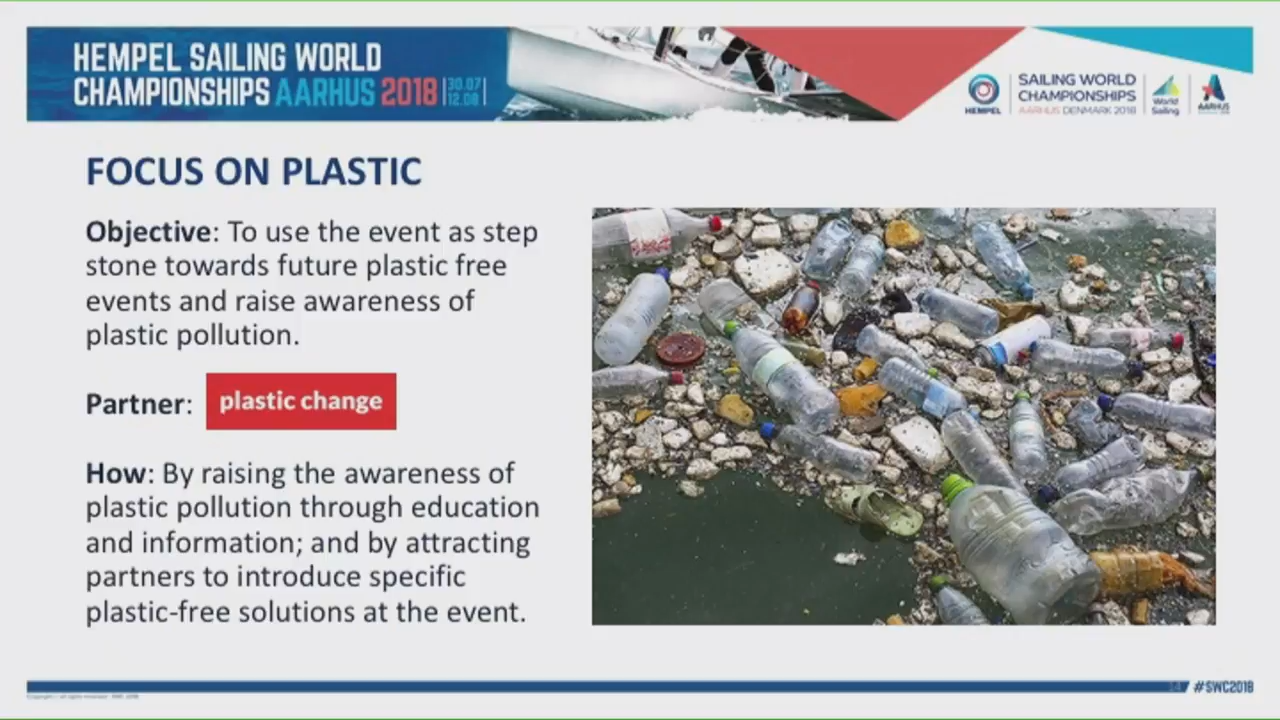 HEMPEL SAILING WORLD
CHAMPIONSHIPS AARHUS 2018 |30.07
12.08|
HEMPEL
SAILING WORLD
CHAMPIONSHIPS
AARHUS DENMARK 2018
World
Sailing
AARHUS
FOCUS ON PLASTIC
Objective: To use the event as step
stone towards future plastic free
events and raise awareness of
plastic pollution.
Partner: plastic change
How: By raising the awareness of
plastic pollution through education
and information; and by attracting
partners to introduce specific
plastic-free solutions at the event.
#SWC2018